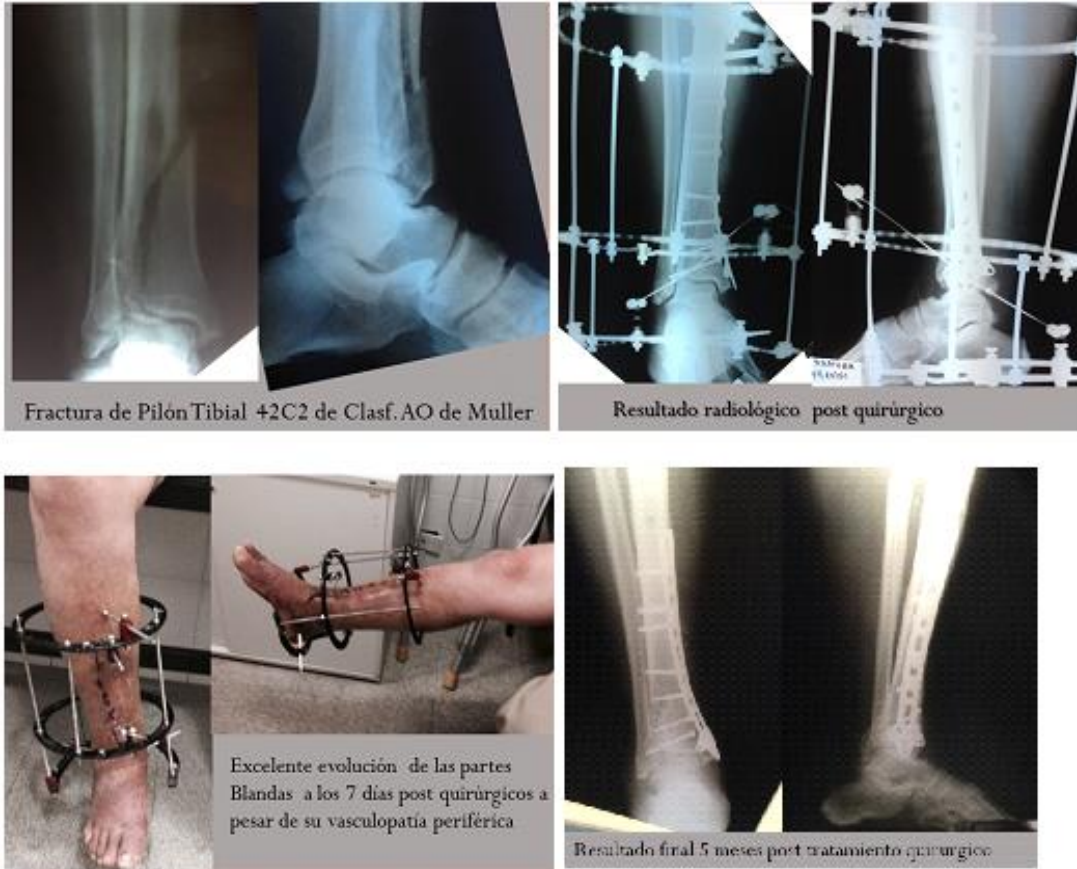 Fractura de Pilón Tibial 42C2 de Clasf. AO de Muller
Resultado radiológico post quirúrgico
Excelente evolución de las partes
Blandas a los 7 días post quirúrgicos a
pesar de su vasculopatía periférica
Resultado final 5 meses post tratamiento quirurgico